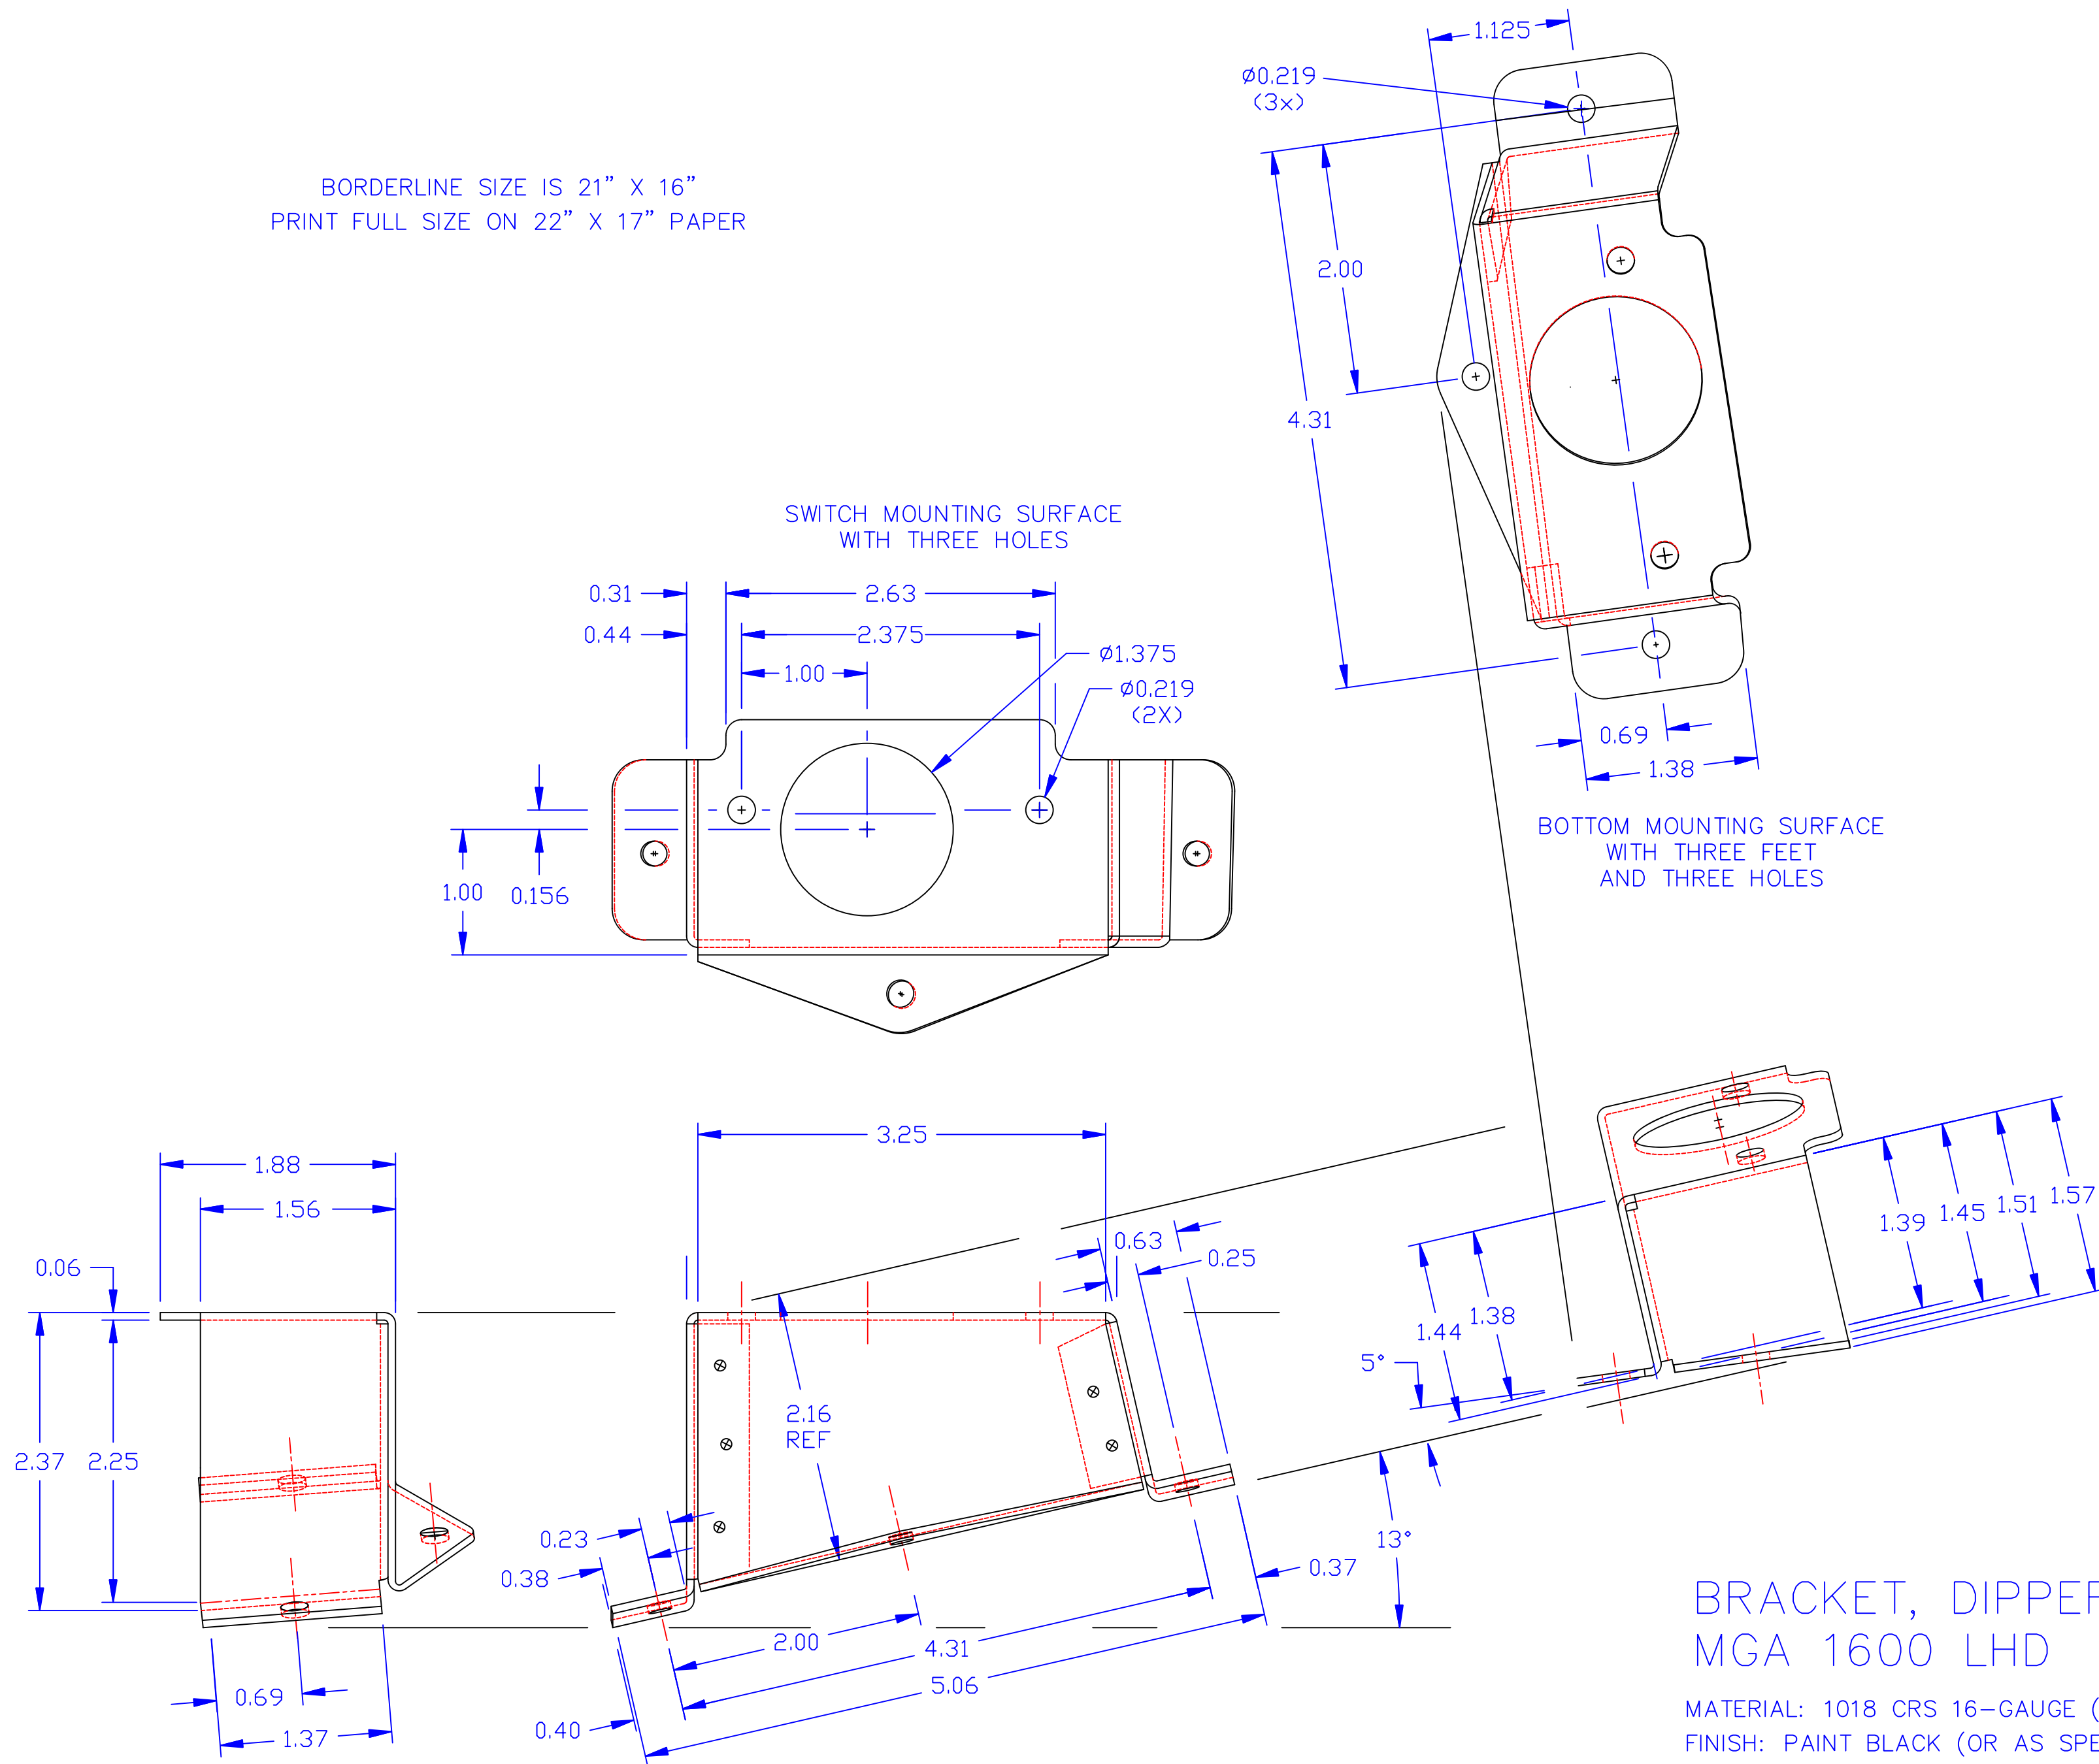 1.125
Ø0.219
(3x)
BORDERLINE SIZE IS 21” X 16”
PRINT FULL SIZE ON 22” X 17” PAPER
2.00
4.31
SWITCH MOUNTING SURFACE
WITH THREE HOLES
0.31
2.63
0.44
2.375
1.00
Ø1.375
Ø0.219
(2X)
0.69
1.38
1.00
0.156
BOTTOM MOUNTING SURFACE
WITH THREE FEET
AND THREE HOLES
3.25
1.88
1.56
0.06
0.63
0.25
1.39
1.45
1.51
1.57
1.44
1.38
5°
2.16
REF
2.37
2.25
0.23
0.38
13°
0.37
2.00
4.31
5.06
0.69
1.37
0.40
BRACKET, DIPPER
MGA 1600 LHD
MATERIAL: 1018 CRS 16-GAUGE (
FINISH: PAINT BLACK (OR AS SPE